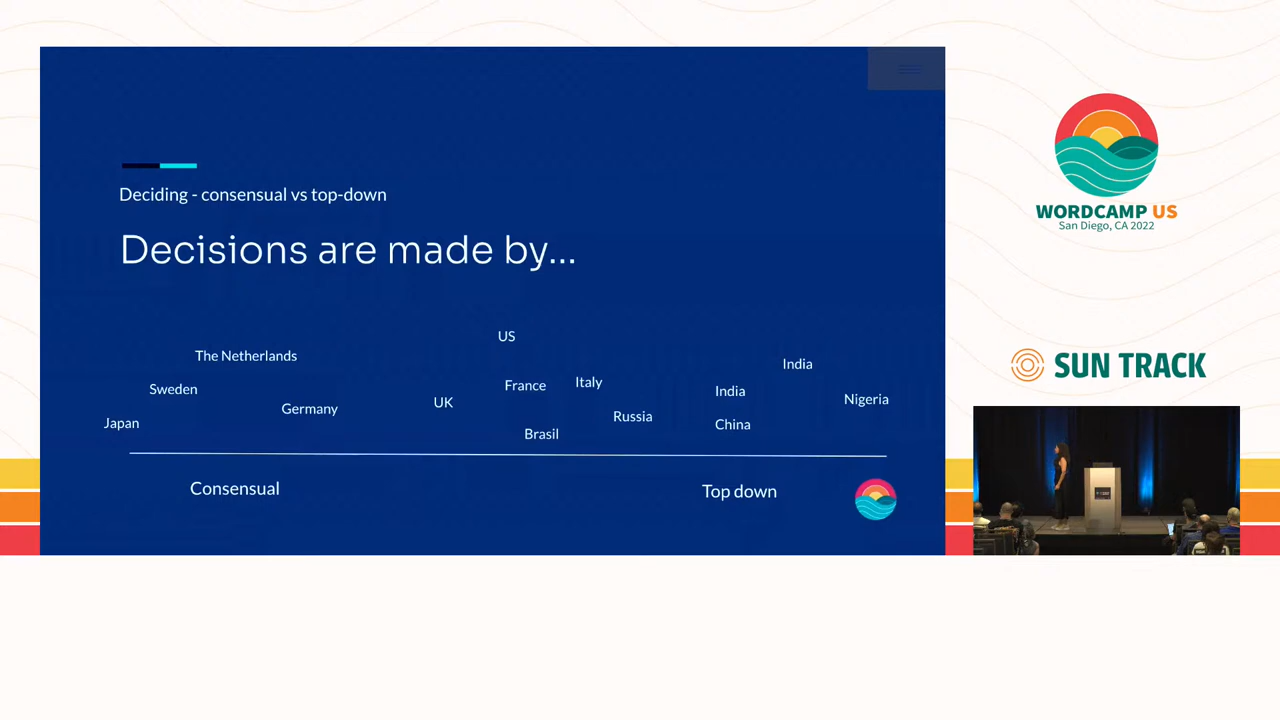 Deciding - consensual vs top-down
Decisions are made by...
US
The Netherlands
India
Sweden
France
Italy
India
Nigeria
Germany
UK
Russia
Japan
Brasil
China
Consensual
Top down
WORDCAMP US
San Diego, CA 2022
SUN TRACK